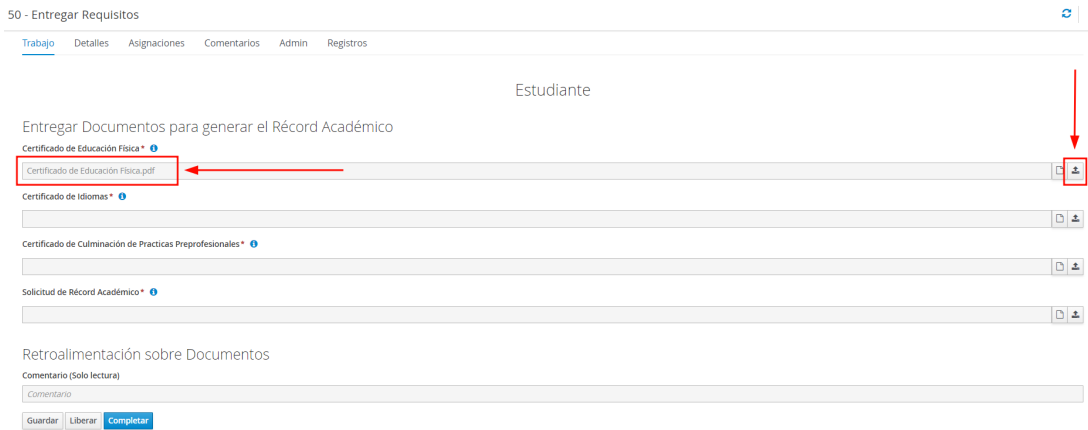 50 - Entregar Requisitos
Trabajo Detalles Asignaciones Comentarios Admin Registros
Estudiante
Entregar Documentos para generar el Récord Académico
Certificado de Educación Física *
Certificado de Educación Física.pdf
Certificado de Idiomas *
Certificado de Culminación de Practicas Preprofesionales *
Solicitud de Récord Académico *
Retroalimentación sobre Documentos
Comentario (Solo lectura)
Comentario
Guardar Liberar Completar